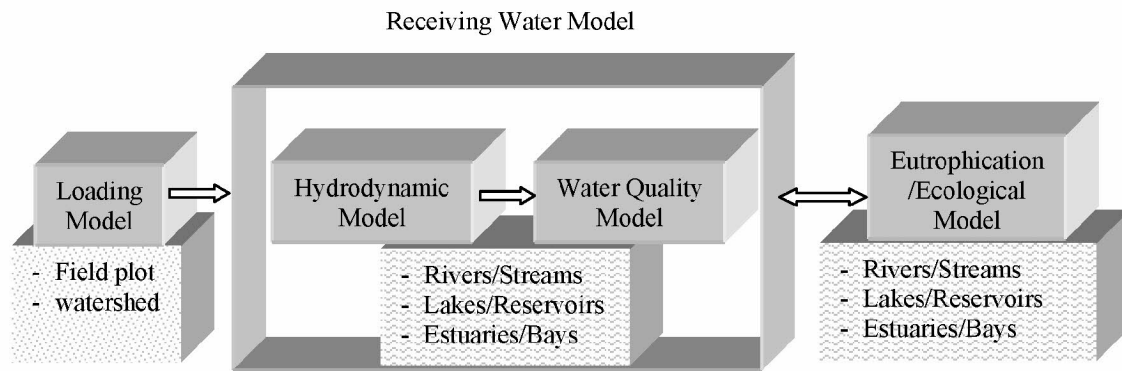 Receiving Water Model
Loading
Model
- Field plot
- watershed
Hydrodynamic
Model
Water Quality
Model
- Rivers/Streams
- Lakes/Reservoirs
- Estuaries/Bays
Eutrophication
/Ecological
Model
- Rivers/Streams
- Lakes/Reservoirs
- Estuaries/Bays